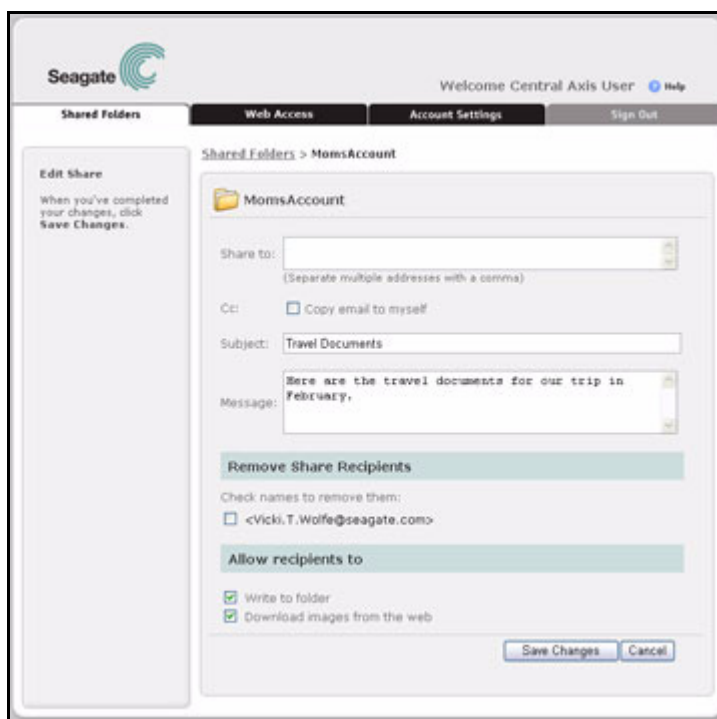 Seagate
Welcome Central Axis User ? Help
Shared Folders Web Access Account Settings Sign Out
Shared Folders > MomsAccount
Edit Share
When you've completed
your changes, click
Save Changes.
MomsAccount
Share to:
(Separate multiple addresses with a comma)
Cc: Copy email to myself
Subject: Travel Documents
Message: Here are the travel documents for our trip in
February.
Remove Share Recipients
Check names to remove them:
<Vicki.T.Wolfe@seagate.com>
Allow recipients to
Write to folder
Download images from the web
Save Changes Cancel